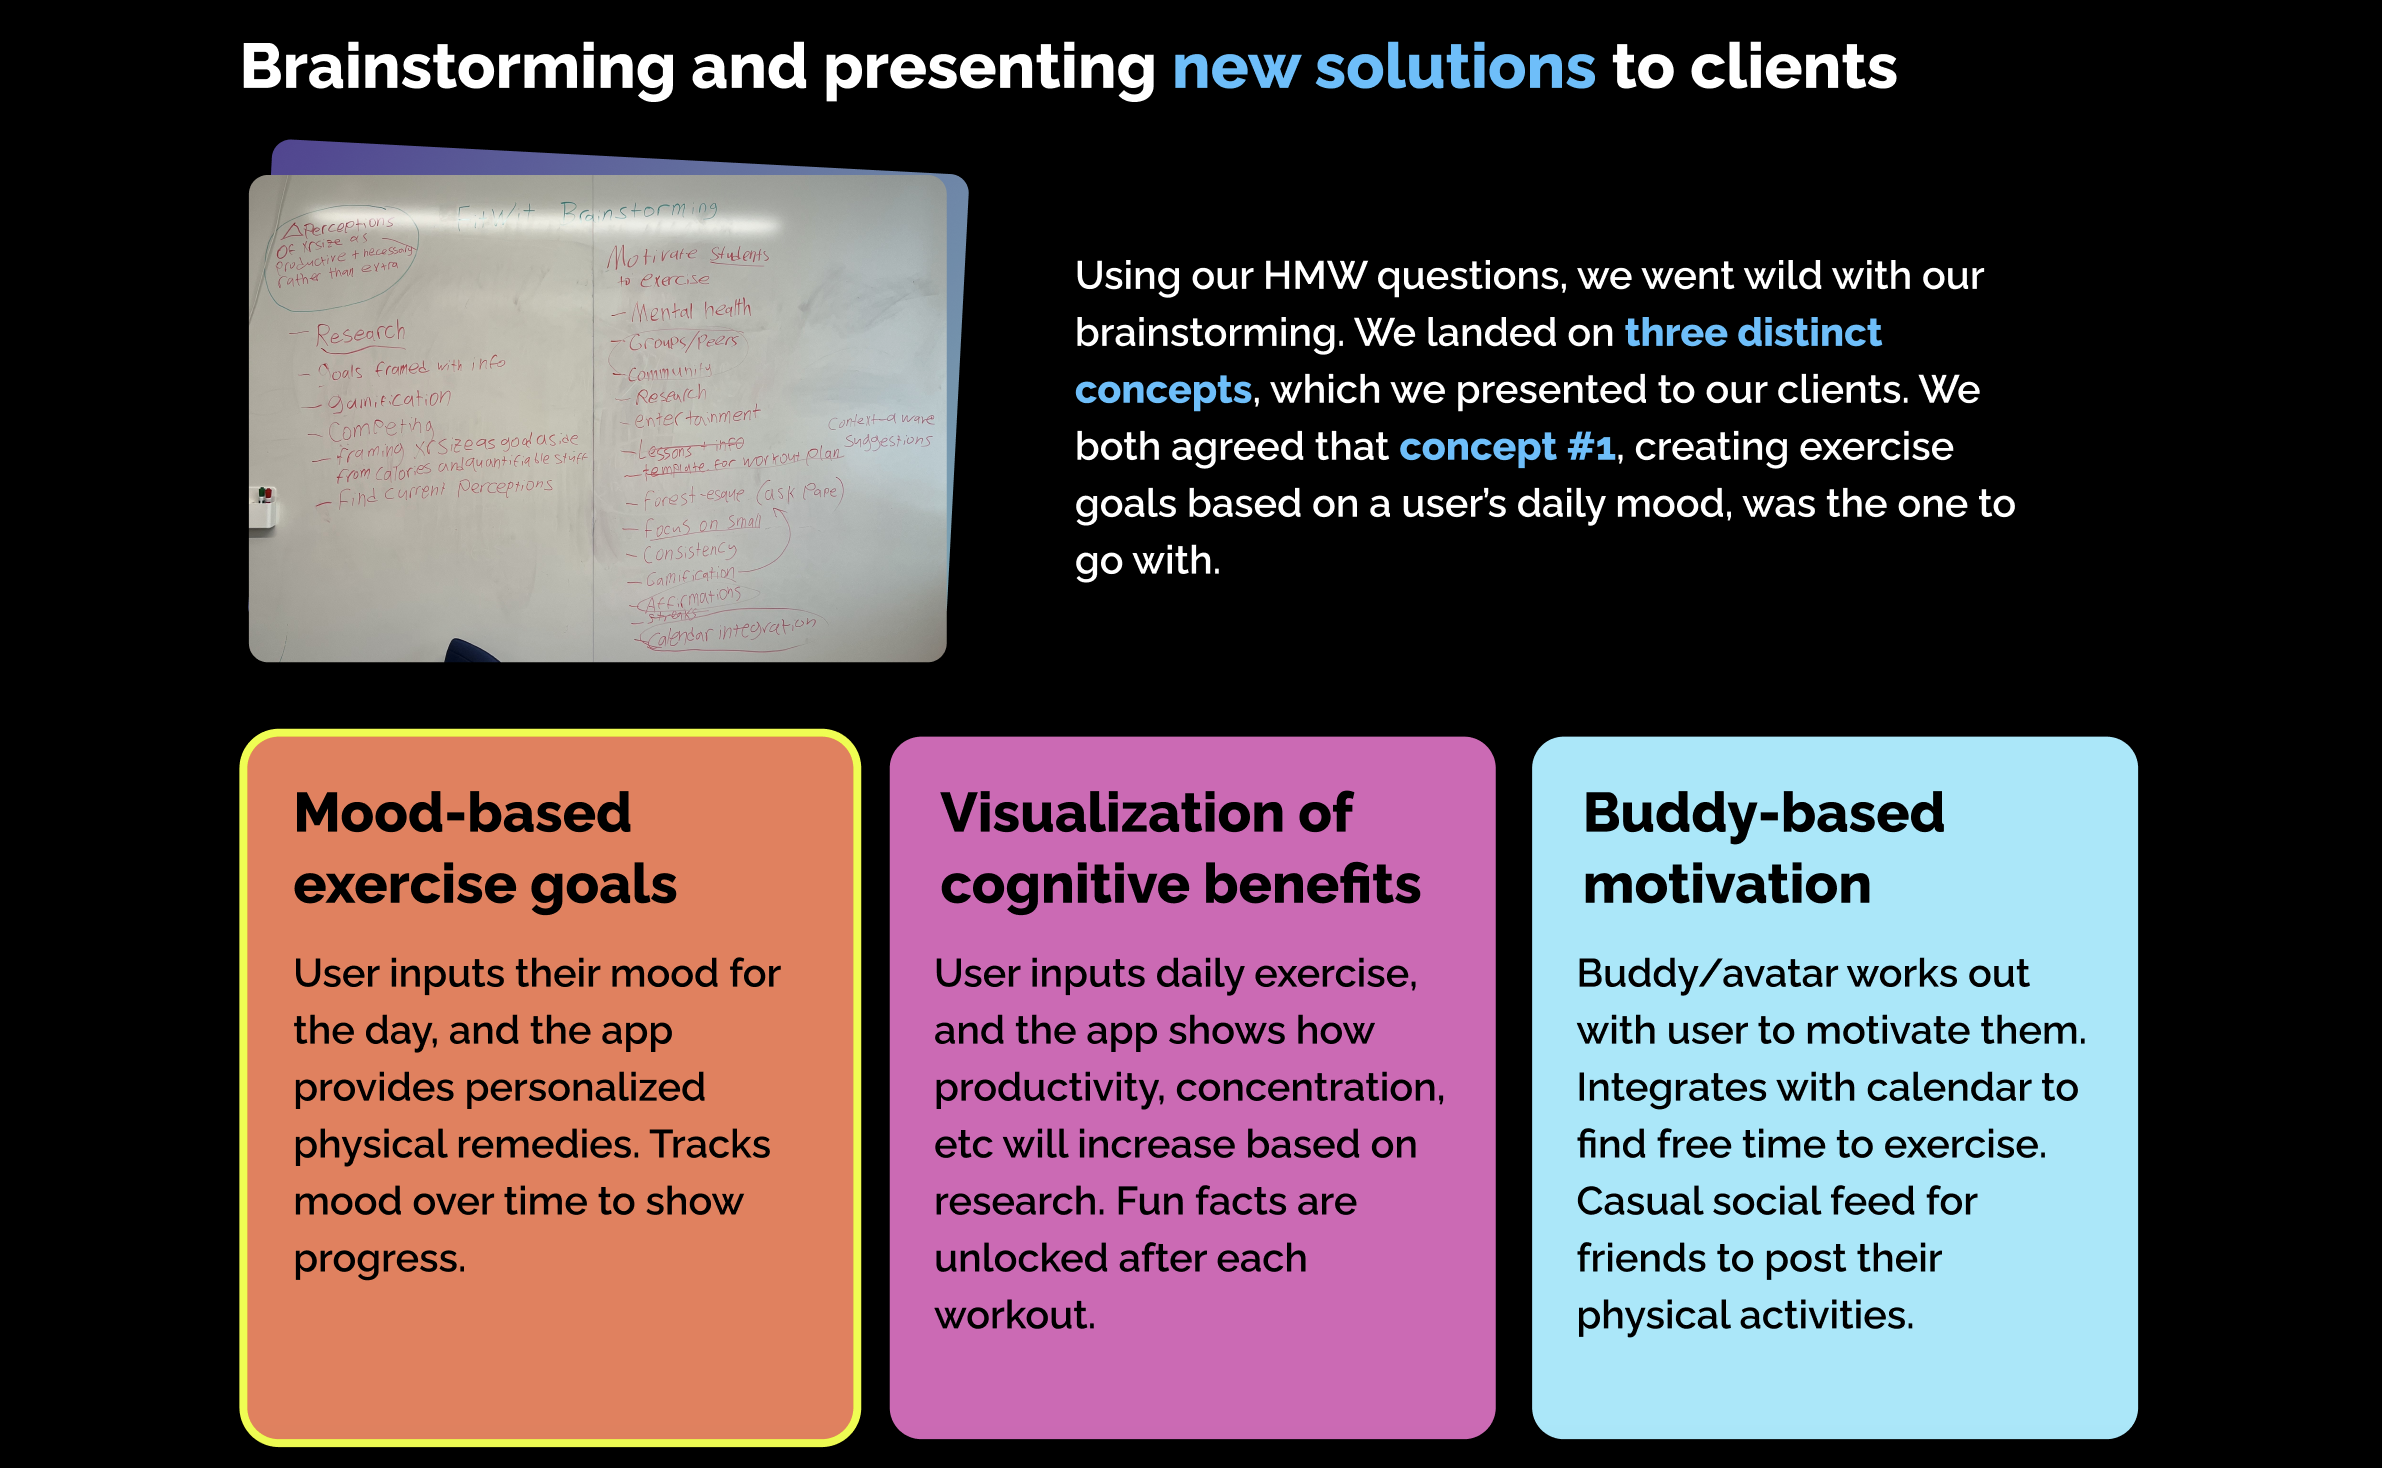 Brainstorming and presenting new solutions to clients
FitWit Brainstorming
△ Perceptions
Of xrsize as
productive + necessary
rather than extra
— Research
— Goals framed with info
— gamification
— Competing
— framing xrsize as goal aside
from calories and quantifiable stuff
— Find current perceptions
Motivate Students
to exercise
— Mental health
— Groups/Peers
— Community
— Research
— entertainment
— Lessons + info
— template for workout plan
— Forest-esque (ask Pape)
— Focus on small
— Consistency
— Gamification
— Affirmations
— streaks
— Calendar integration
Context-aware
Suggestions
Using our HMW questions, we went wild with our
brainstorming. We landed on three distinct
concepts, which we presented to our clients. We
both agreed that concept #1, creating exercise
goals based on a user’s daily mood, was the one to
go with.
Mood-based
exercise goals
User inputs their mood for
the day, and the app
provides personalized
physical remedies. Tracks
mood over time to show
progress.
Visualization of
cognitive benefits
User inputs daily exercise,
and the app shows how
productivity, concentration,
etc will increase based on
research. Fun facts are
unlocked after each
workout.
Buddy-based
motivation
Buddy/avatar works out
with user to motivate them.
Integrates with calendar to
find free time to exercise.
Casual social feed for
friends to post their
physical activities.